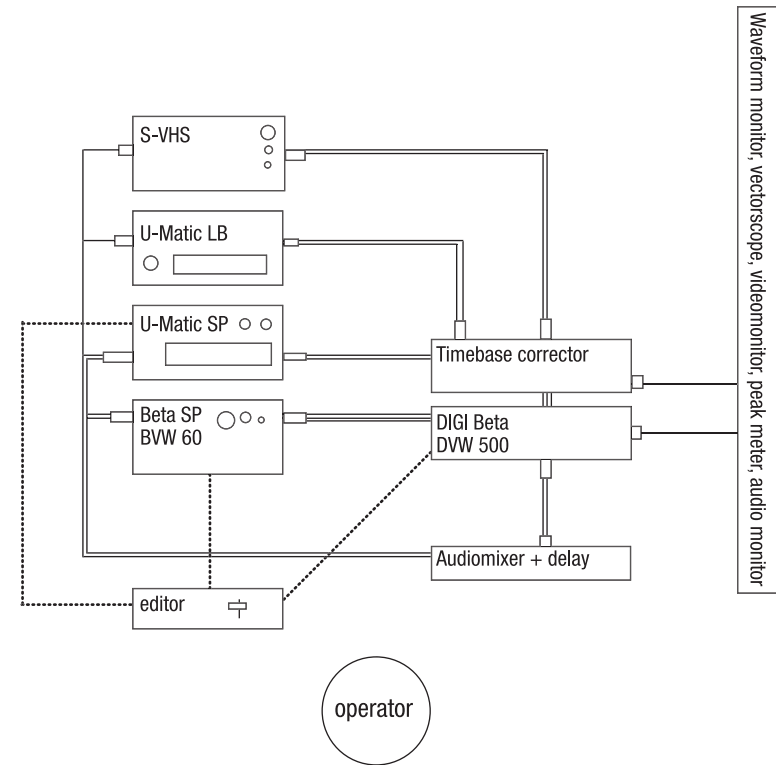 S-VHS
U-Matic LB
U-Matic SP
Timebase corrector
Beta SP
BVW 60
DIGI Beta
DVW 500
Audiomixer + delay
editor
operator
Waveform monitor, vectorscope, videomonitor, peak meter, audio monitor